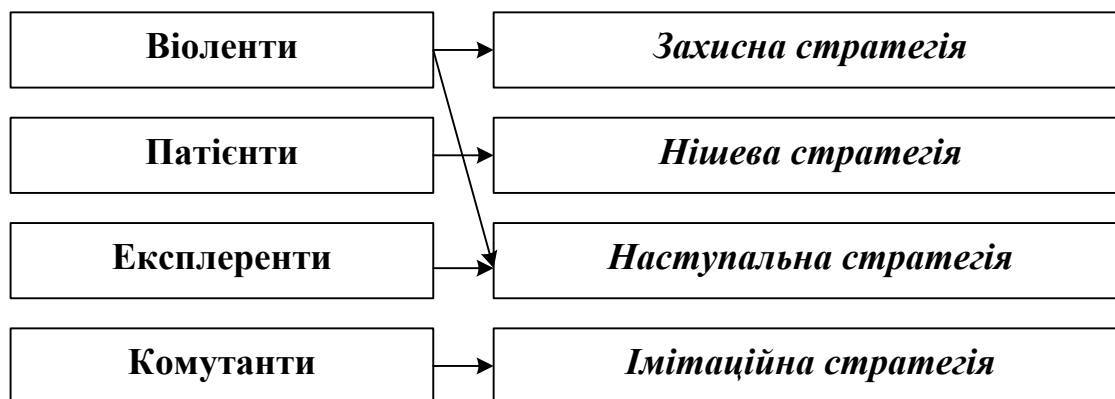 Віоленти
Захисна стратегія
Патієнти
Нішева стратегія
Експлеренти
Наступальна стратегія
Комутанти
Імітаційна стратегія